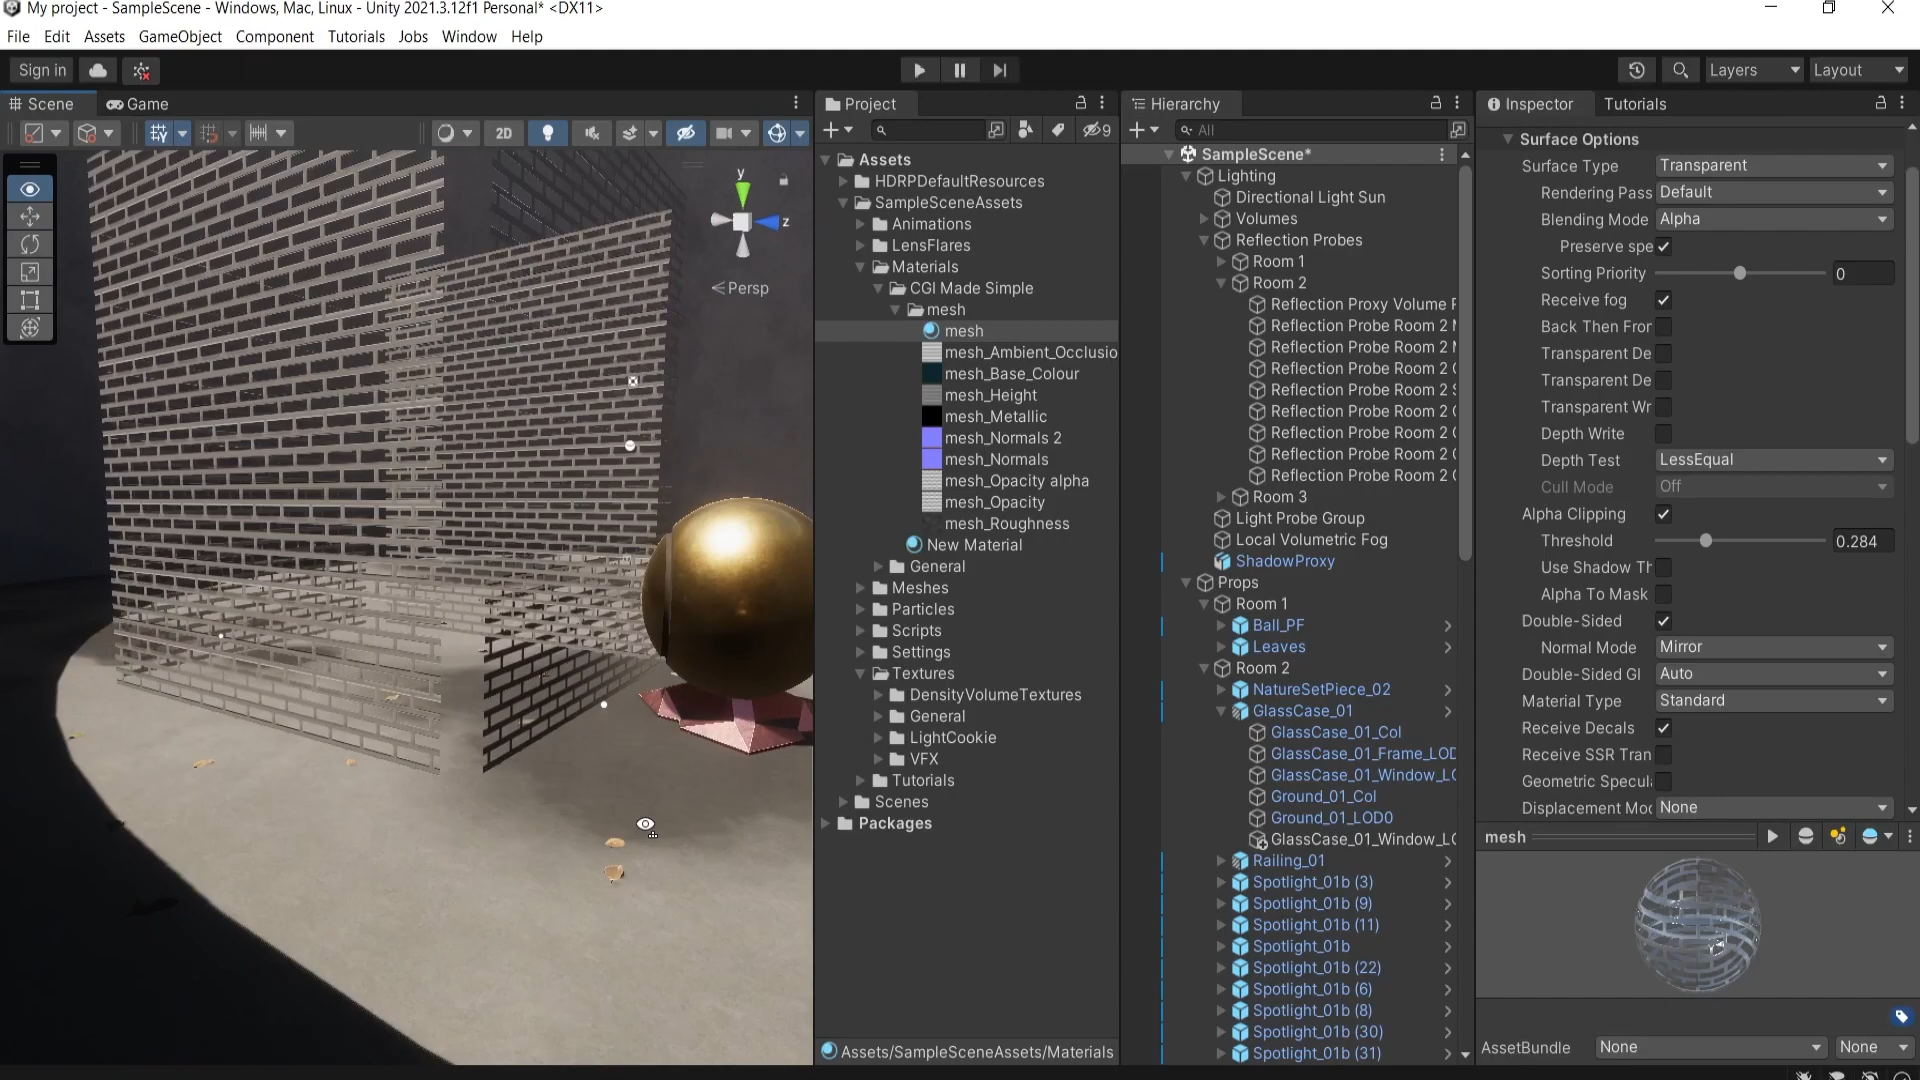 My project - SampleScene - Windows, Mac, Linux - Unity 2021.3.12f1 Personal* <DX11>
File Edit Assets GameObject Component Tutorials Jobs Window Help
Sign in
Layers
Layout
Scene
Game
2D
y
z
Persp
Project
9
Assets
HDRPDefaultResources
SampleSceneAssets
Animations
LensFlares
Materials
CGI Made Simple
mesh
mesh
mesh_Ambient_Occlusio
mesh_Base_Colour
mesh_Height
mesh_Metallic
mesh_Normals 2
mesh_Normals
mesh_Opacity alpha
mesh_Opacity
mesh_Roughness
New Material
General
Meshes
Particles
Scripts
Settings
Textures
DensityVolumeTextures
General
LightCookie
VFX
Tutorials
Scenes
Packages
Assets/SampleSceneAssets/Materials
Hierarchy
All
SampleScene*
Lighting
Directional Light Sun
Volumes
Reflection Probes
Room 1
Room 2
Reflection Proxy Volume R
Reflection Probe Room 2 M
Reflection Probe Room 2 M
Reflection Probe Room 2 C
Reflection Probe Room 2 S
Reflection Probe Room 2 C
Reflection Probe Room 2 C
Reflection Probe Room 2 C
Reflection Probe Room 2 C
Room 3
Light Probe Group
Local Volumetric Fog
ShadowProxy
Props
Room 1
Ball_PF
Leaves
Room 2
NatureSetPiece_02
GlassCase_01
GlassCase_01_Col
GlassCase_01_Frame_LOD
GlassCase_01_Window_LO
Ground_01_Col
Ground_01_LOD0
GlassCase_01_Window_LO
Railing_01
Spotlight_01b (3)
Spotlight_01b (9)
Spotlight_01b (11)
Spotlight_01b
Spotlight_01b (22)
Spotlight_01b (6)
Spotlight_01b (8)
Spotlight_01b (30)
Spotlight_01b (31)
Inspector
Tutorials
Surface Options
Surface Type Transparent
Rendering Pass Default
Blending Mode Alpha
Preserve spe
Sorting Priority 0
Receive fog
Back Then Fror
Transparent De
Transparent De
Transparent Wr
Depth Write
Depth Test LessEqual
Cull Mode Off
Alpha Clipping
Threshold 0.284
Use Shadow Th
Alpha To Mask
Double-Sided
Normal Mode Mirror
Double-Sided GI Auto
Material Type Standard
Receive Decals
Receive SSR Tran
Geometric Specul
Displacement Moc None
mesh
AssetBundle None None